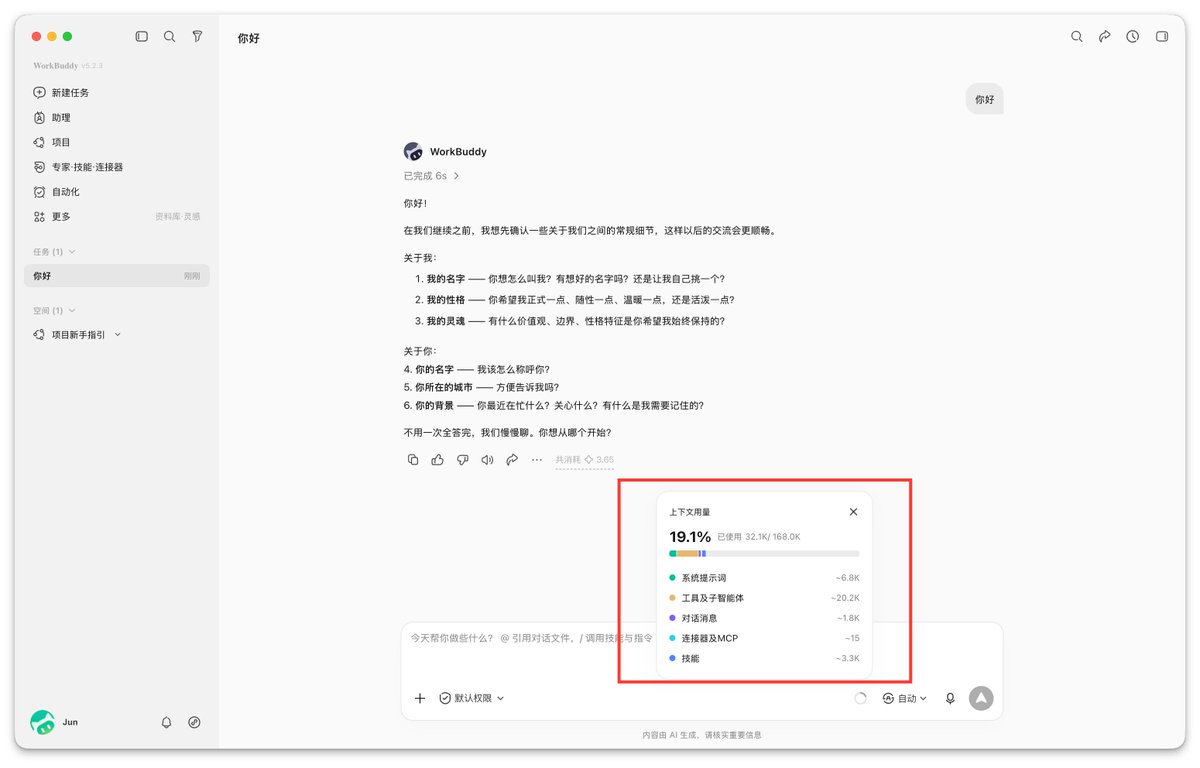 WorkBuddy v5.2.3
新建任务
助理
项目
专家·技能·连接器
自动化
更多 资料库·灵感
任务 (1)
你好 刚刚
空间 (1)
项目新手指引
Jun
你好
你好
WorkBuddy
已完成 6s
你好！
在我们继续之前，我想先确认一些关于我们之间的常规细节，这样以后的交流会更顺畅。
关于我：
1. 我的名字 —— 你想怎么叫我？有想好的名字吗？还是让我自己挑一个？
2. 我的性格 —— 你希望我正式一点、随性一点、温暖一点，还是活泼一点？
3. 我的灵魂 —— 有什么价值观、边界、性格特征是你希望我始终保持的？
关于你：
4. 你的名字 —— 我该怎么称呼你？
5. 你所在的城市 —— 方便告诉我吗？
6. 你的背景 —— 你最近在忙什么？关心什么？有什么是我需要记住的？
不用一次全答完，我们慢慢聊。你想从哪个开始？
共消耗 3.65
上下文用量
19.1% 已使用 32.1K/ 168.0K
系统提示词 ~6.8K
工具及子智能体 ~20.2K
对话消息 ~1.8K
连接器及MCP ~15
技能 ~3.3K
今天帮你做些什么？ @ 引用对话文件，/ 调用技能与指令
默认权限
自动
内容由 AI 生成，请核实重要信息